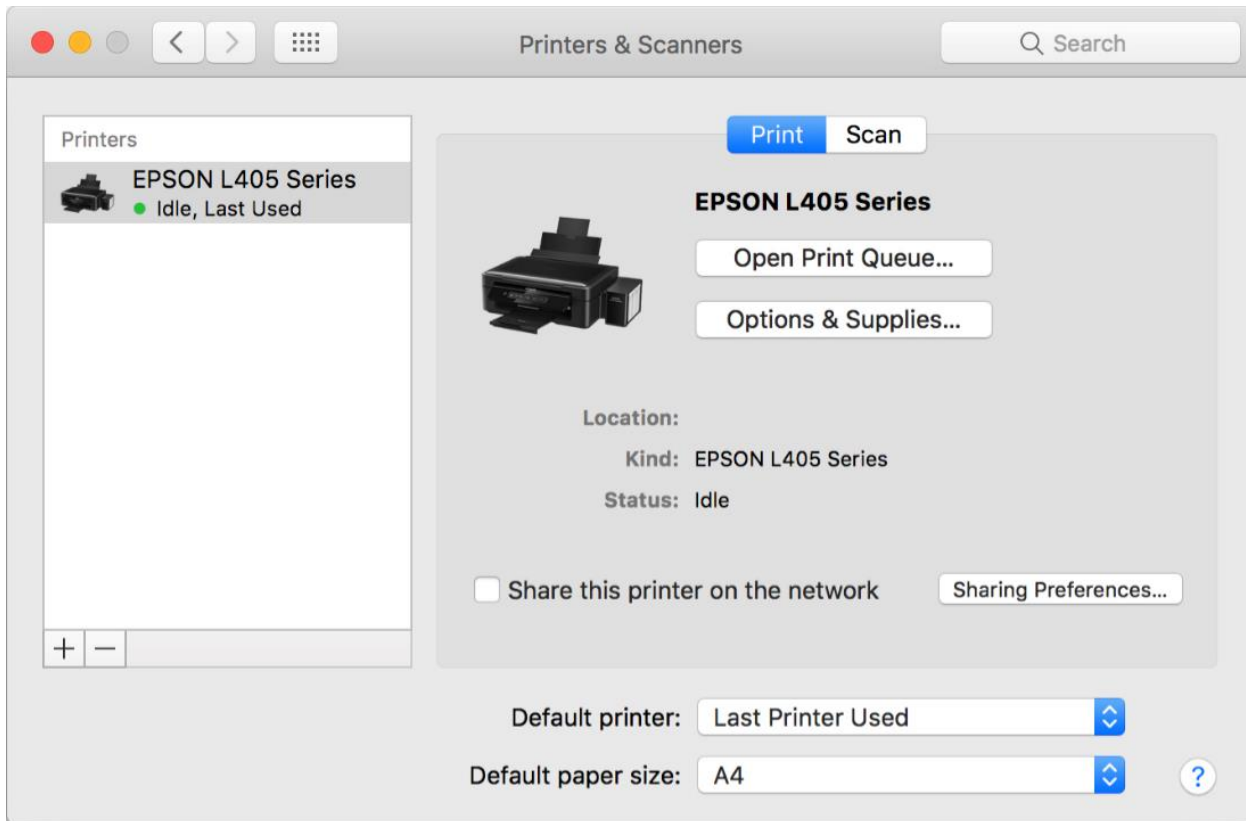 Printers & Scanners
Search
Printers
EPSON L405 Series
Idle, Last Used
Print
Scan
EPSON L405 Series
Open Print Queue...
Options & Supplies...
Location:
Kind: EPSON L405 Series
Status: Idle
Share this printer on the network
Sharing Preferences...
+ −
Default printer: Last Printer Used
Default paper size: A4
?